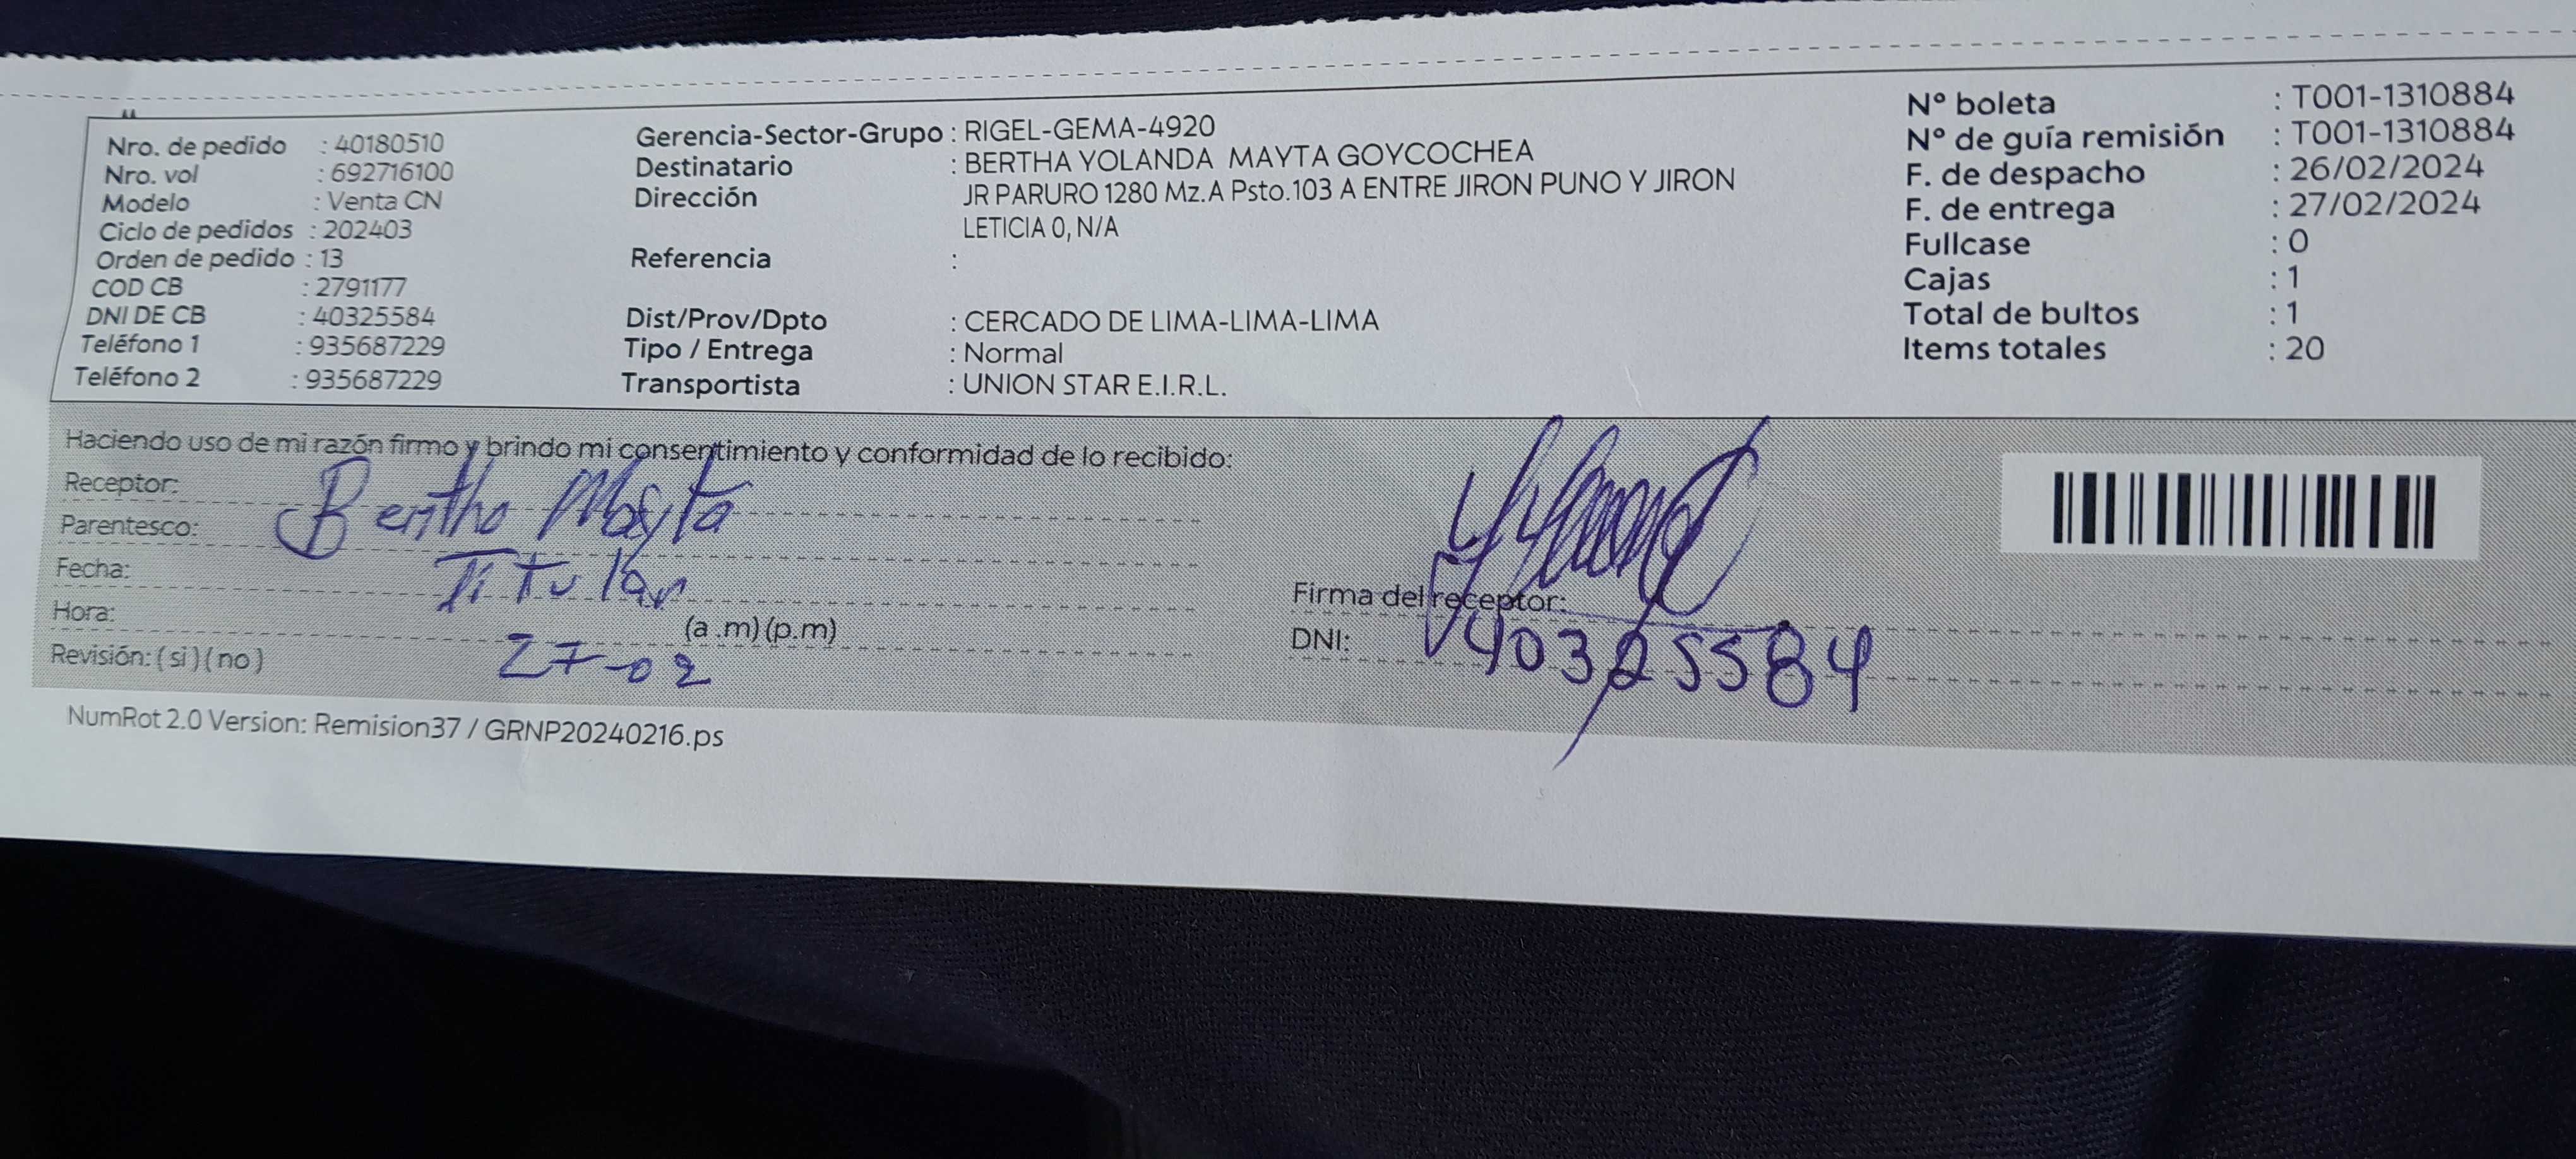 Nro. de pedido : 40180510
Nro. vol : 692716100
Modelo : Venta CN
Ciclo de pedidos : 202403
Orden de pedido : 13
COD CB : 2791177
DNI DE CB : 40325584
Teléfono 1 : 935687229
Teléfono 2 : 935687229
Gerencia-Sector-Grupo : RIGEL-GEMA-4920
Destinatario : BERTHA YOLANDA MAYTA GOYCOCHEA
Dirección JR PARURO 1280 Mz.A Psto.103 A ENTRE JIRON PUNO Y JIRON
LETICIA 0, N/A
Referencia :
Dist/Prov/Dpto : CERCADO DE LIMA-LIMA-LIMA
Tipo / Entrega : Normal
Transportista : UNION STAR E.I.R.L.
Nº boleta : T001-1310884
Nº de guía remisión : T001-1310884
F. de despacho : 26/02/2024
F. de entrega : 27/02/2024
Fullcase : 0
Cajas : 1
Total de bultos : 1
Items totales : 20
Haciendo uso de mi razón firmo y brindo mi consentimiento y conformidad de lo recibido:
Receptor: Bertha Mayta
Parentesco: Titular
Fecha: 27-02
Hora: (a .m) (p.m)
Revisión: ( si ) ( no )
Firma del receptor:
DNI: 40325584
NumRot 2.0 Version: Remision37 / GRNP20240216.ps